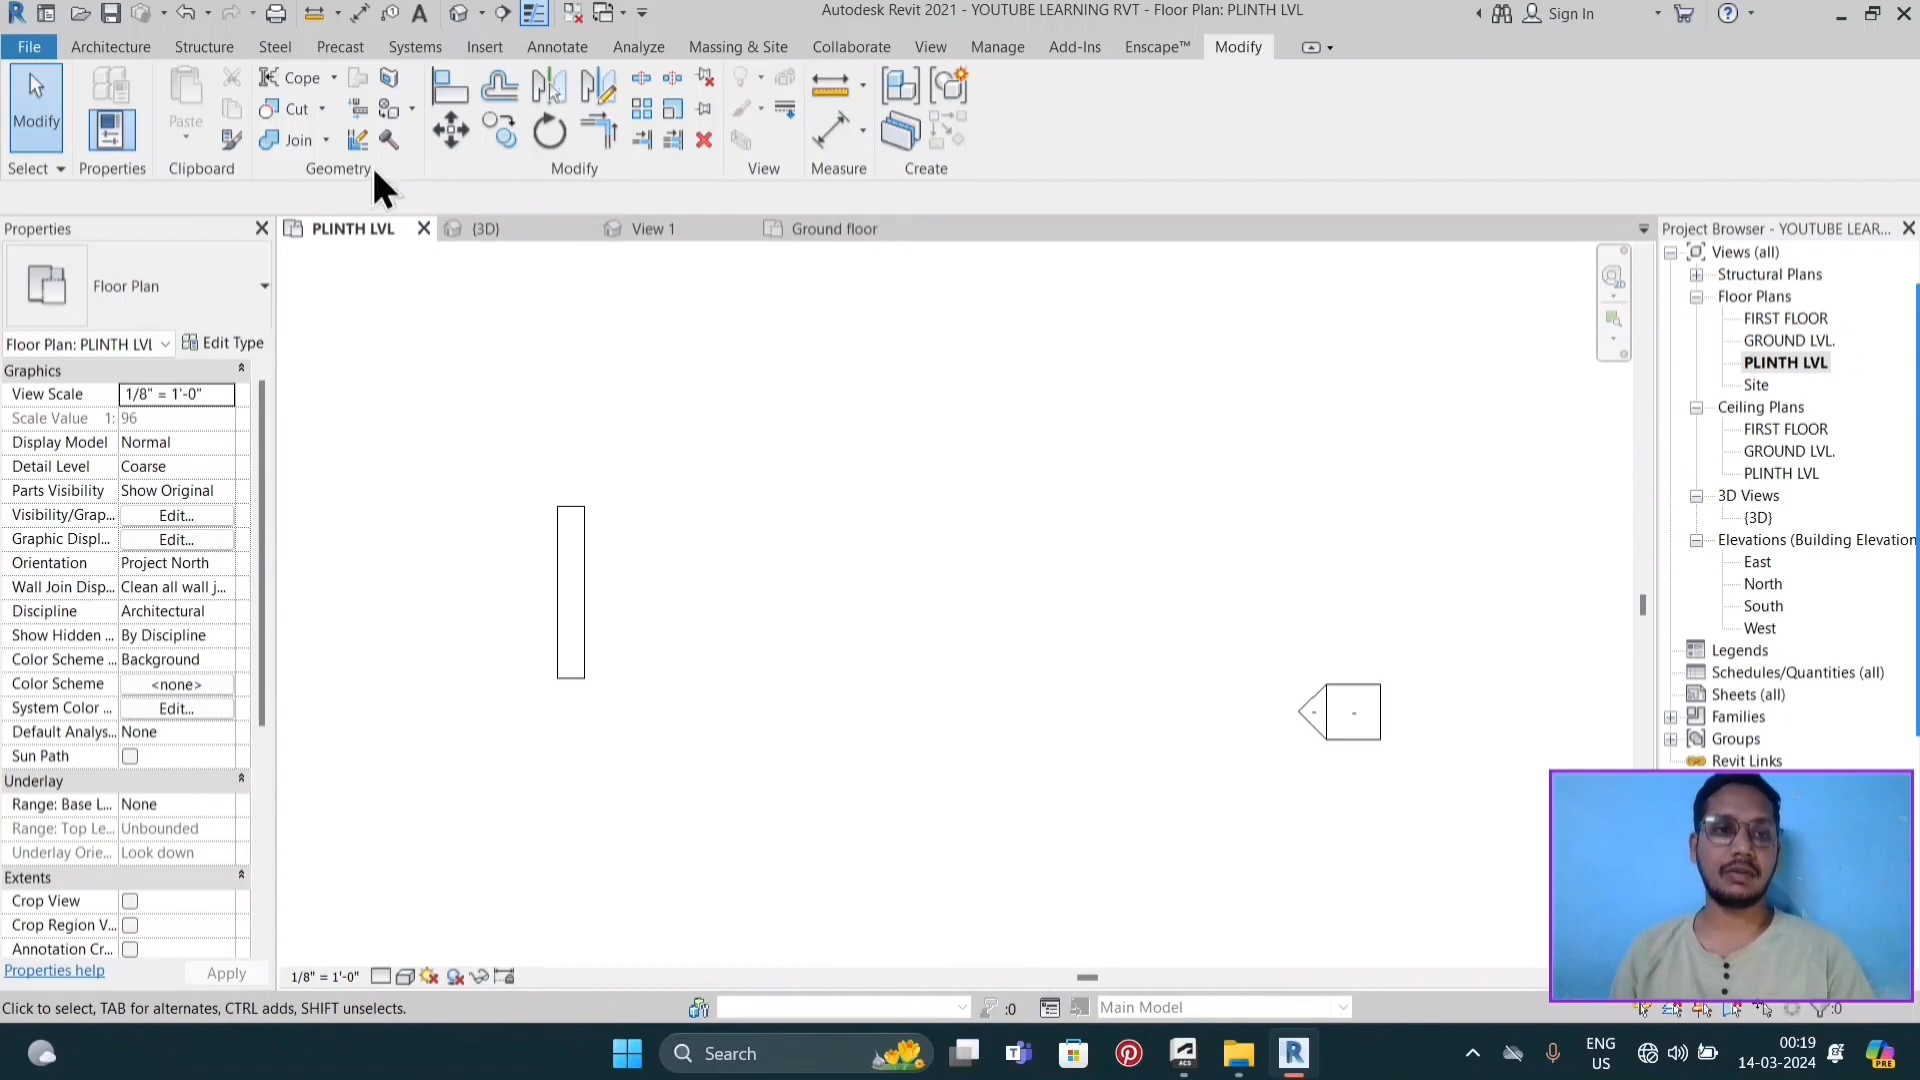 Autodesk Revit 2021 - YOUTUBE LEARNING RVT - Floor Plan: PLINTH LVL
Sign In
File Architecture Structure Steel Precast Systems Insert Annotate Analyze Massing & Site Collaborate View Manage Add-Ins Enscape™ Modify
Modify
Paste
Cope
Cut
Join
Select Properties Clipboard Geometry Modify View Measure Create
Properties
PLINTH LVL
{3D}
View 1
Ground floor
Floor Plan
Floor Plan: PLINTH LVL
Edit Type
Graphics
View Scale 1/8" = 1'-0"
Scale Value 1: 96
Display Model Normal
Detail Level Coarse
Parts Visibility Show Original
Visibility/Grap... Edit...
Graphic Displ... Edit...
Orientation Project North
Wall Join Disp... Clean all wall j...
Discipline Architectural
Show Hidden ... By Discipline
Color Scheme ... Background
Color Scheme <none>
System Color ... Edit...
Default Analys... None
Sun Path
Underlay
Range: Base L... None
Range: Top Le... Unbounded
Underlay Orie... Look down
Extents
Crop View
Crop Region V...
Annotation Cr...
Properties help
Apply
1/8" = 1'-0"
Project Browser - YOUTUBE LEAR...
Views (all)
Structural Plans
Floor Plans
FIRST FLOOR
GROUND LVL.
PLINTH LVL
Site
Ceiling Plans
FIRST FLOOR
GROUND LVL.
PLINTH LVL
3D Views
{3D}
Elevations (Building Elevation
East
North
South
West
Legends
Schedules/Quantities (all)
Sheets (all)
Families
Groups
Revit Links
Click to select, TAB for alternates, CTRL adds, SHIFT unselects.
:0
Main Model
:0
Search
ENG
US
00:19
14-03-2024
PRE